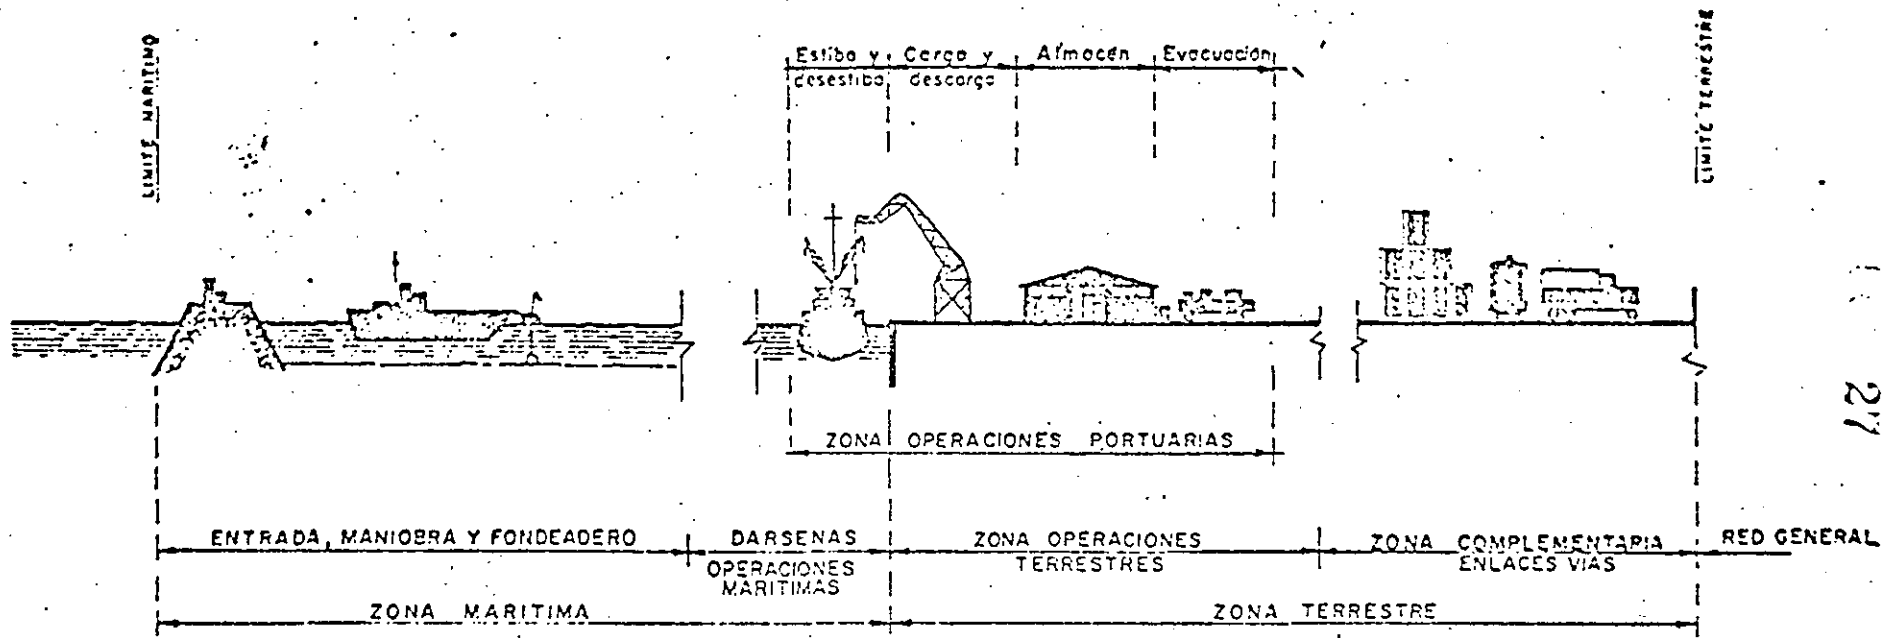 LIMITE MARITIMO
Estiba y
desestiba
Carga y
descarga
Almacén
Evacuación
LIMITE TERRESTRE
27
ZONA OPERACIONES PORTUARIAS
ENTRADA, MANIOBRA Y FONDEADERO
DARSENAS
OPERACIONES
MARITIMAS
ZONA OPERACIONES
TERRESTRES
ZONA COMPLEMENTARIA
ENLACES VIAS
RED GENERAL
ZONA MARITIMA
ZONA TERRESTRE